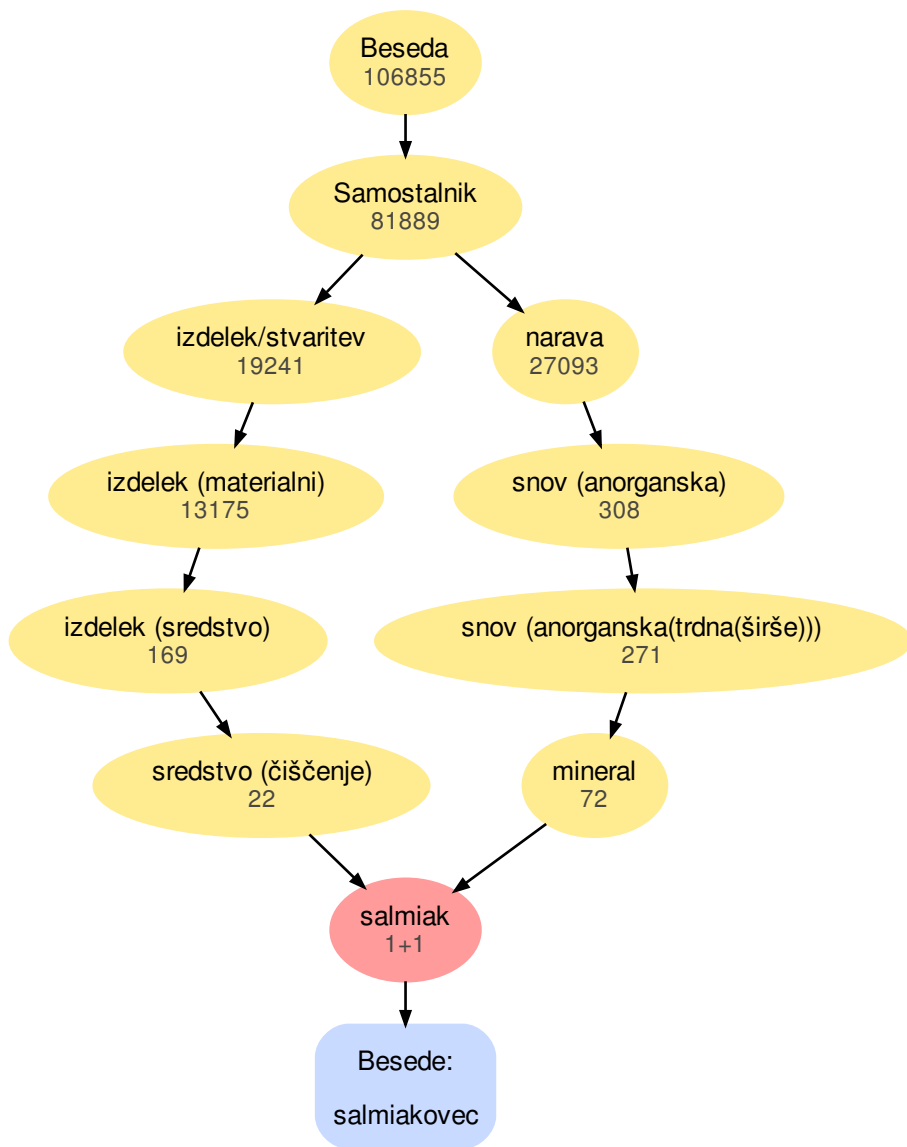 Beseda
106855
Samostalnik
81889
izdelek/stvaritev
19241
narava
27093
izdelek (materialni)
13175
snov (anorganska)
308
izdelek (sredstvo)
169
snov (anorganska(trdna(širše)))
271
sredstvo (čiščenje)
22
mineral
72
salmiak
1+1
Besede:
salmiakovec